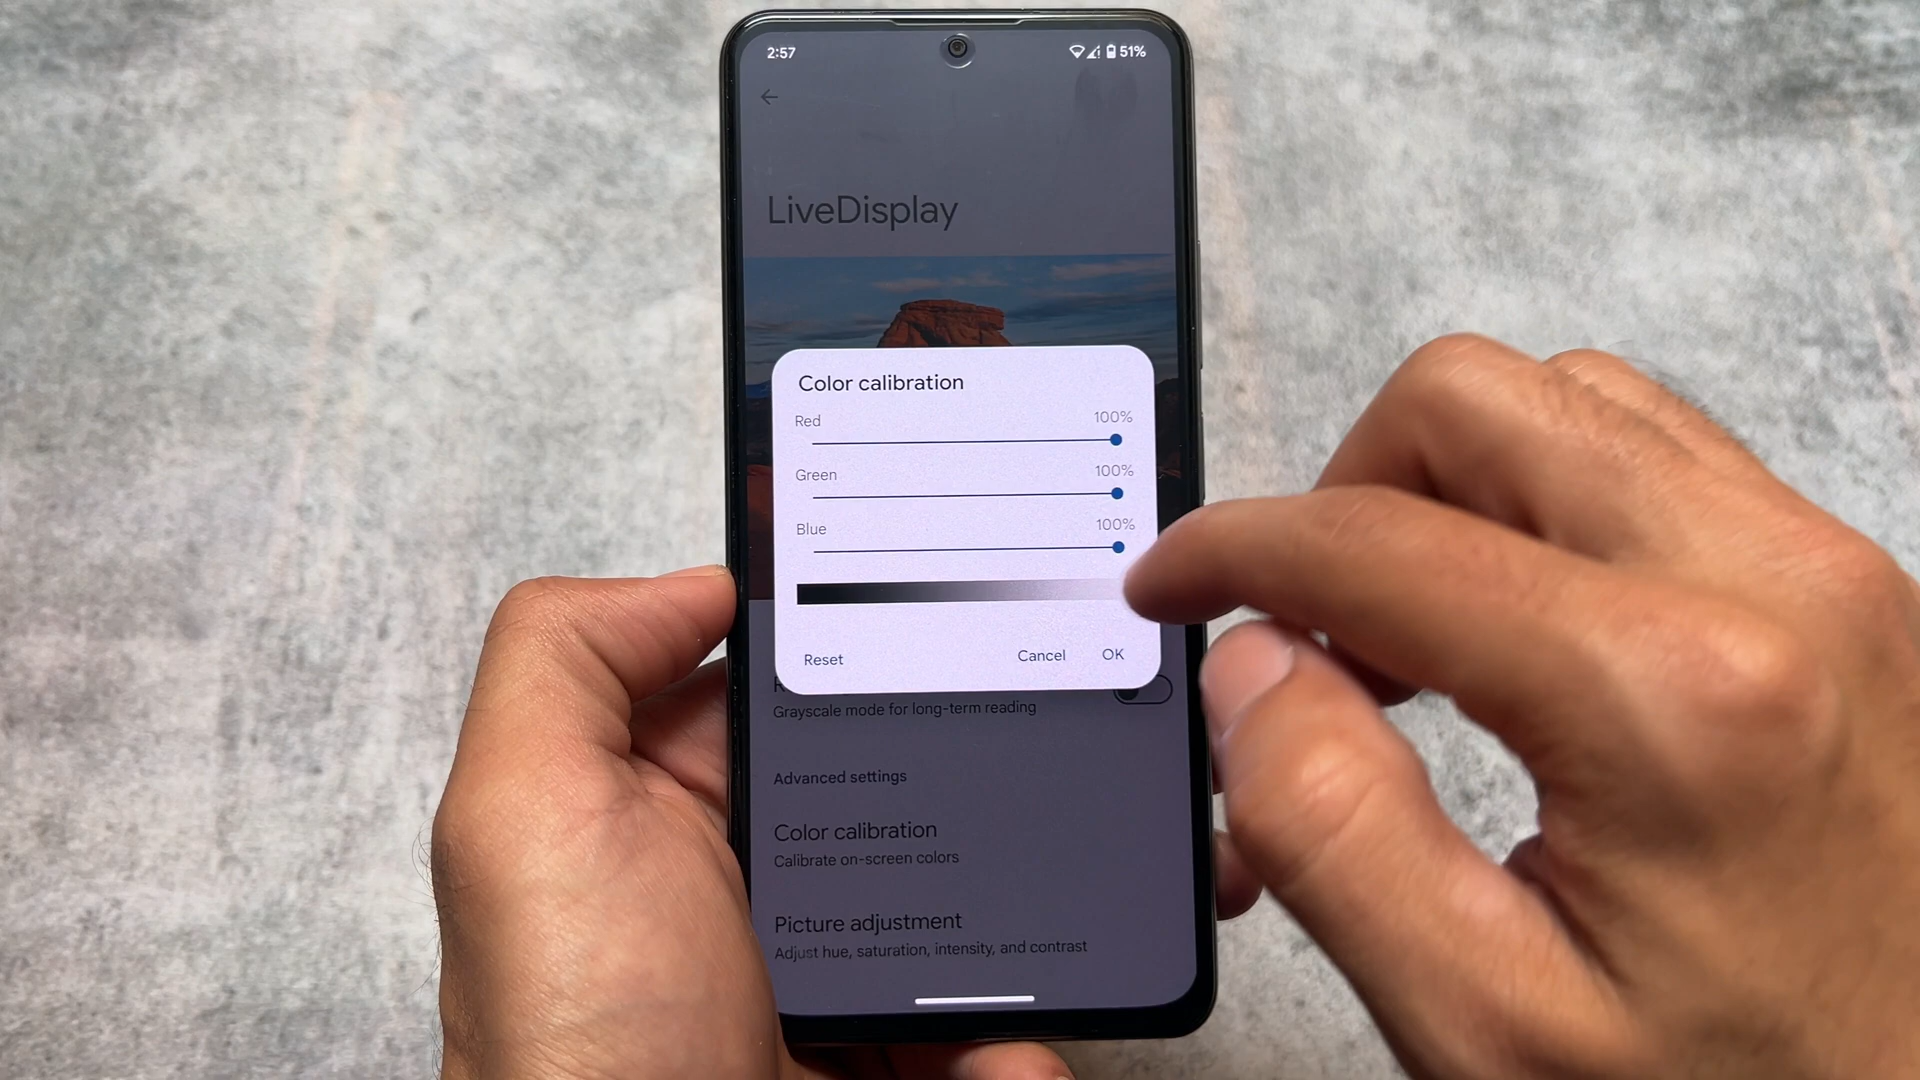 2:57
51%
LiveDisplay
Color calibration
Red 100%
Green 100%
Blue 100%
Reset Cancel OK
Grayscale mode for long-term reading
Advanced settings
Color calibration
Calibrate on-screen colors
Picture adjustment
Adjust hue, saturation, intensity, and contrast